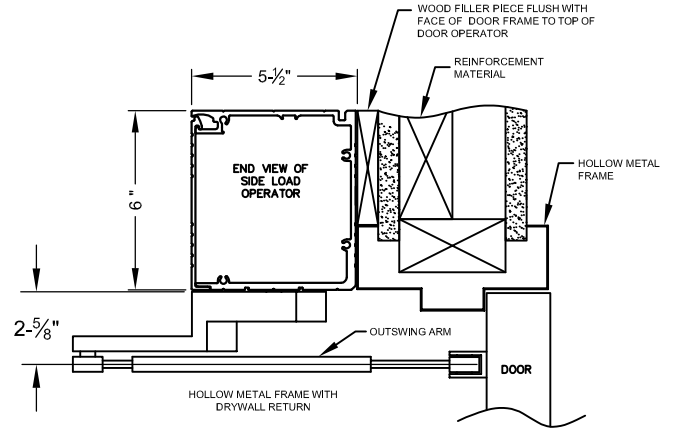 WOOD FILLER PIECE FLUSH WITH
FACE OF DOOR FRAME TO TOP OF
DOOR OPERATOR
5-½"
REINFORCEMENT
MATERIAL
END VIEW OF
SIDE LOAD
OPERATOR
HOLLOW METAL
FRAME
6"
2-⅝"
OUTSWING ARM
DOOR
HOLLOW METAL FRAME WITH
DRYWALL RETURN